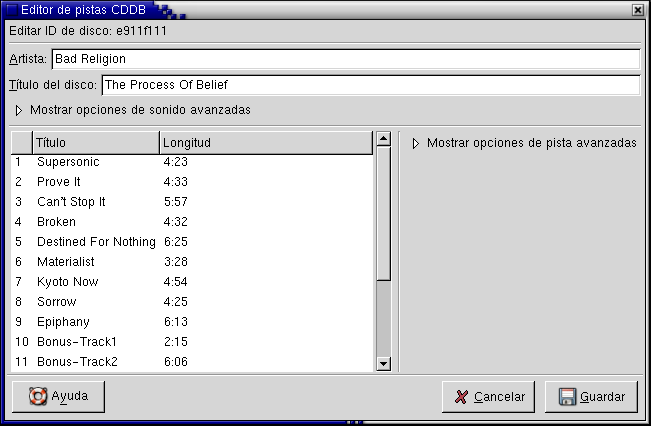 Editor de pistas CDDB
Editar ID de disco: e911f111
Artista: Bad Religion
Título del disco: The Process Of Belief
Mostrar opciones de sonido avanzadas
Título Longitud
1 Supersonic 4:23
2 Prove It 4:33
3 Can't Stop It 5:57
4 Broken 4:32
5 Destined For Nothing 6:25
6 Materialist 3:28
7 Kyoto Now 4:54
8 Sorrow 4:25
9 Epiphany 6:13
10 Bonus-Track1 2:15
11 Bonus-Track2 6:06
Mostrar opciones de pista avanzadas
Ayuda Cancelar Guardar